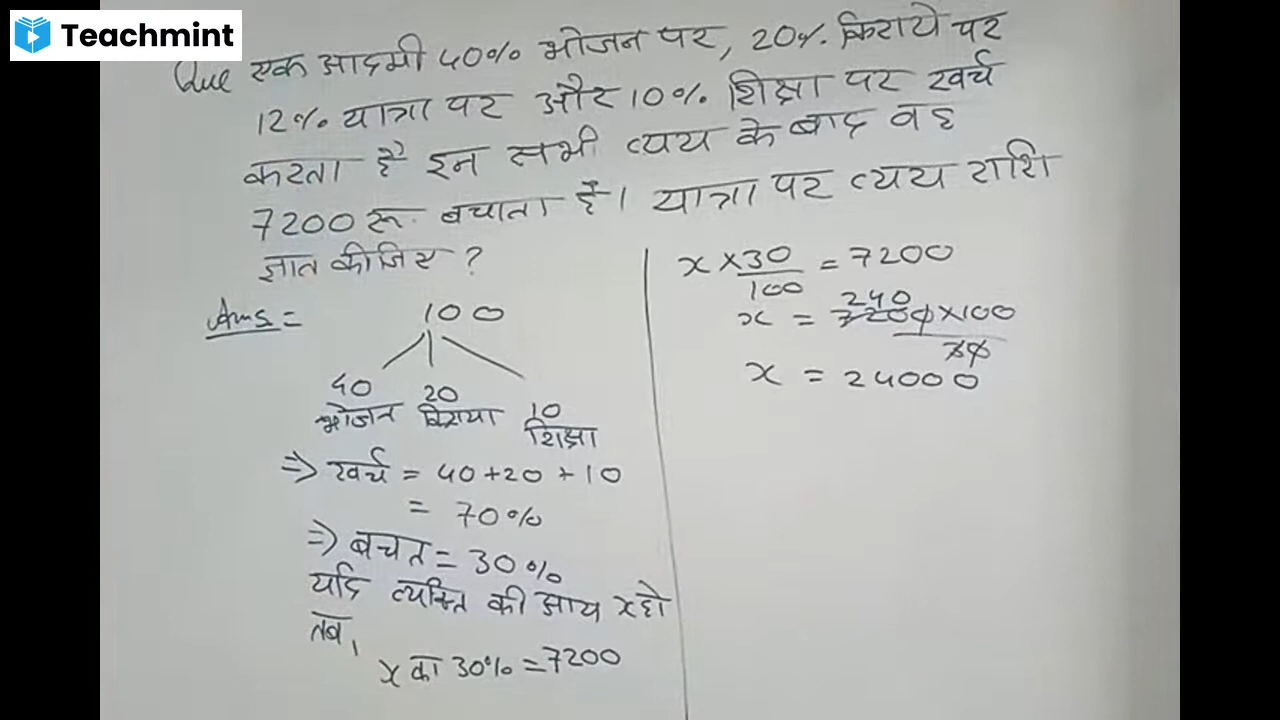 Teachmint
Que एक आदमी 40% भोजन पर, 20% किराये पर
12% यात्रा पर और 10% शिक्षा पर खर्च
करता है इन सभी व्यय के बाद वह
7200 रू. बचाता है। यात्रा पर व्यय राशि
ज्ञात कीजिए ?
Ans =
100
40 20 10
भोजन किराया शिक्षा
⇒ खर्च = 40 + 20 + 10
= 70%
⇒ बचत = 30%
यदि व्यक्ति की आय x हो
तब,
x का 30% = 7200
x × 30/100 = 7200
240
x = 7200 × 100/30
x = 24000